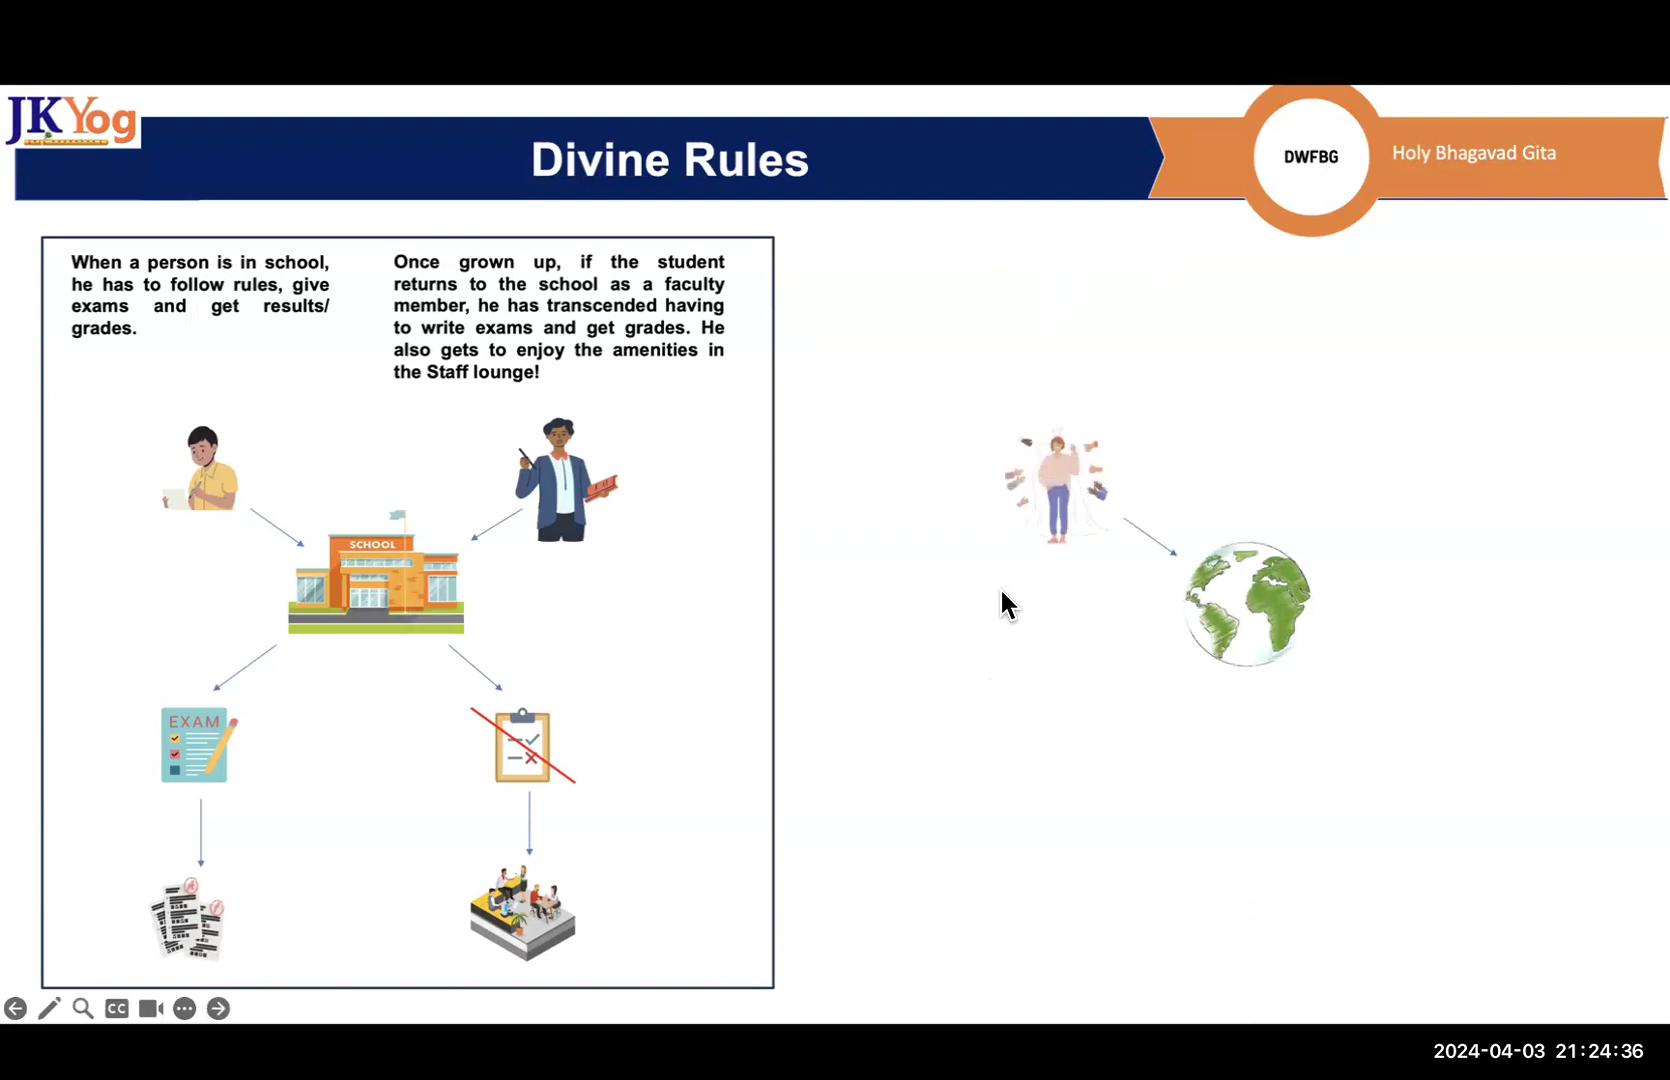 JKYog
Divine Rules
DWFBG
Holy Bhagavad Gita
When a person is in school,
he has to follow rules, give
exams and get results/
grades.
Once grown up, if the student
returns to the school as a faculty
member, he has transcended having
to write exams and get grades. He
also gets to enjoy the amenities in
the Staff lounge!
SCHOOL
EXAM
CC
2024-04-03 21:24:36